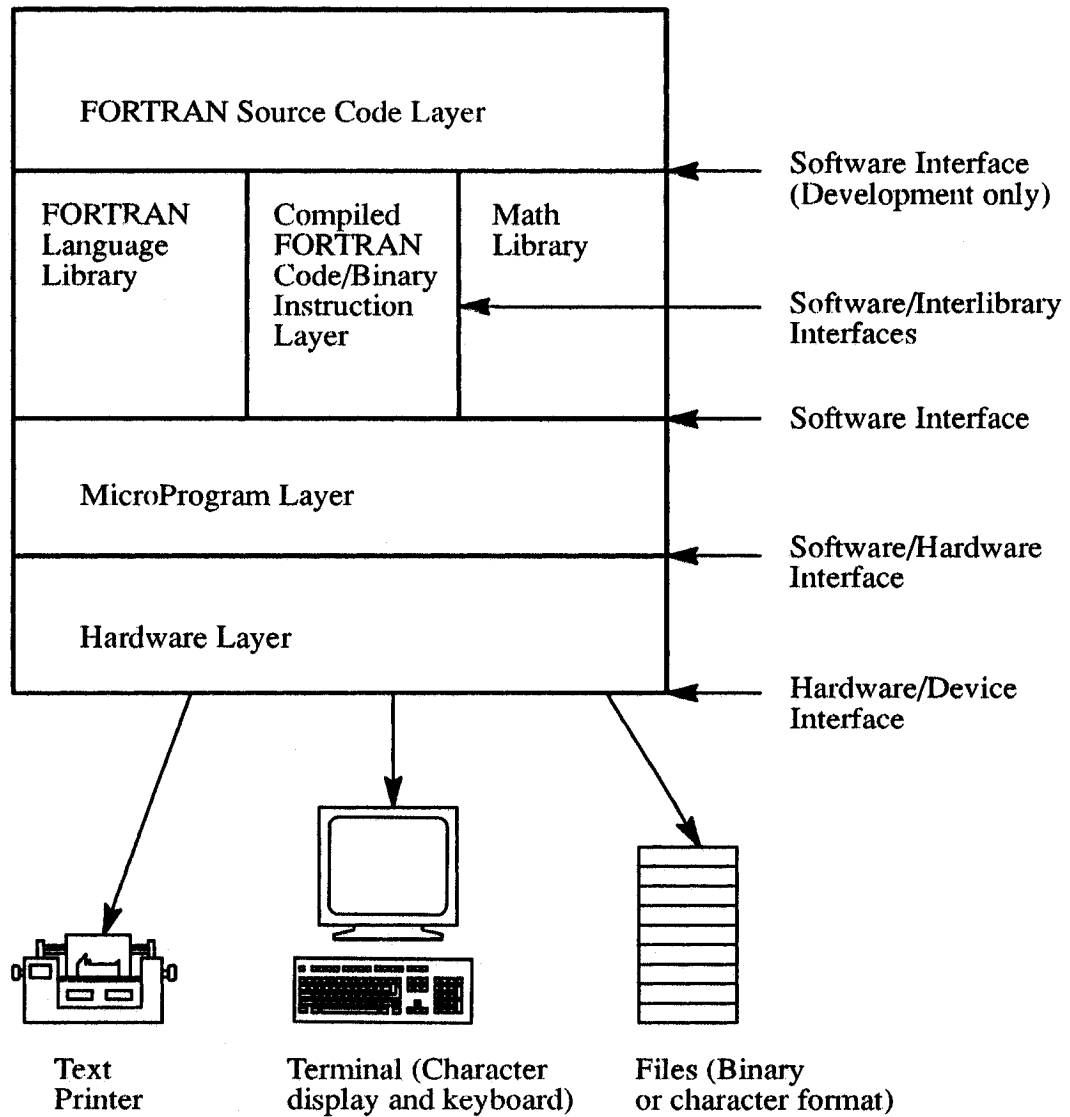 FORTRAN Source Code Layer
Software Interface
(Development only)
FORTRAN
Language
Library
Compiled
FORTRAN
Code/Binary
Instruction
Layer
Math
Library
Software/Interlibrary
Interfaces
Software Interface
MicroProgram Layer
Software/Hardware
Interface
Hardware Layer
Hardware/Device
Interface
Text
Printer
Terminal (Character
display and keyboard)
Files (Binary
or character format)